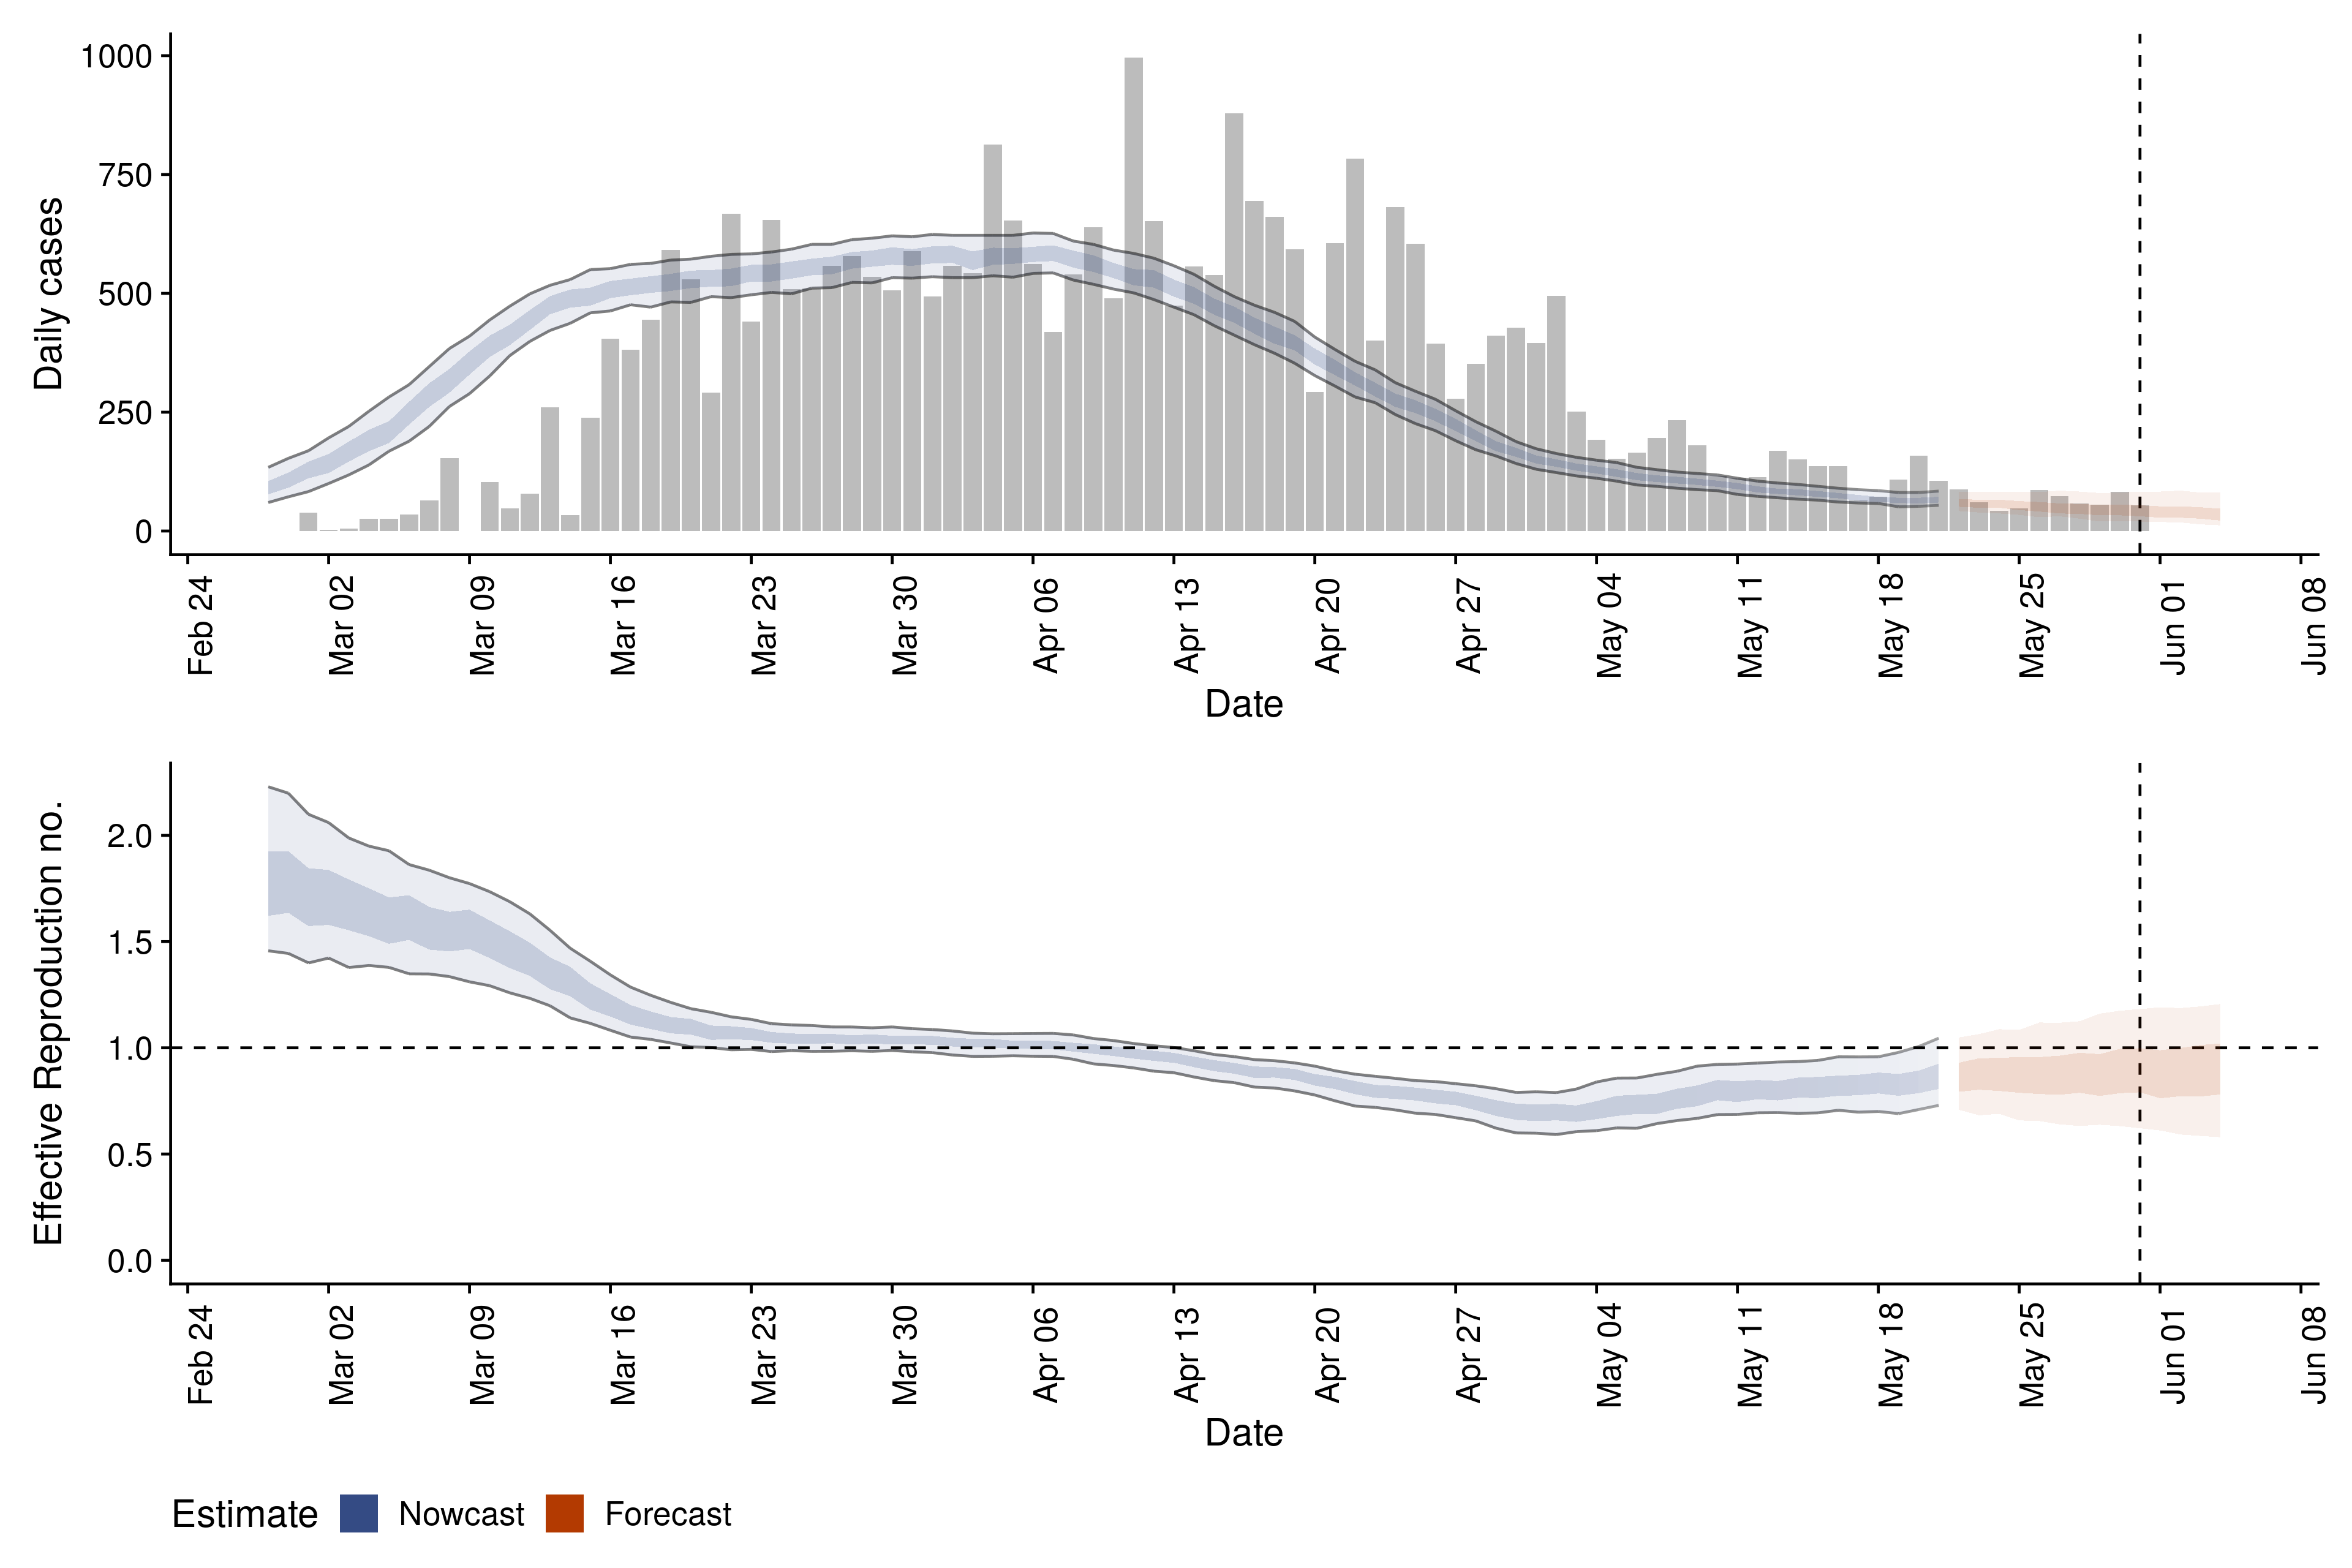 Daily cases
1000
750
500
250
0
Feb 24
Mar 02
Mar 09
Mar 16
Mar 23
Mar 30
Apr 06
Apr 13
Apr 20
Apr 27
May 04
May 11
May 18
May 25
Jun 01
Jun 08
Date
Effective Reproduction no.
2.0
1.5
1.0
0.5
0.0
Feb 24
Mar 02
Mar 09
Mar 16
Mar 23
Mar 30
Apr 06
Apr 13
Apr 20
Apr 27
May 04
May 11
May 18
May 25
Jun 01
Jun 08
Date
Estimate Nowcast Forecast